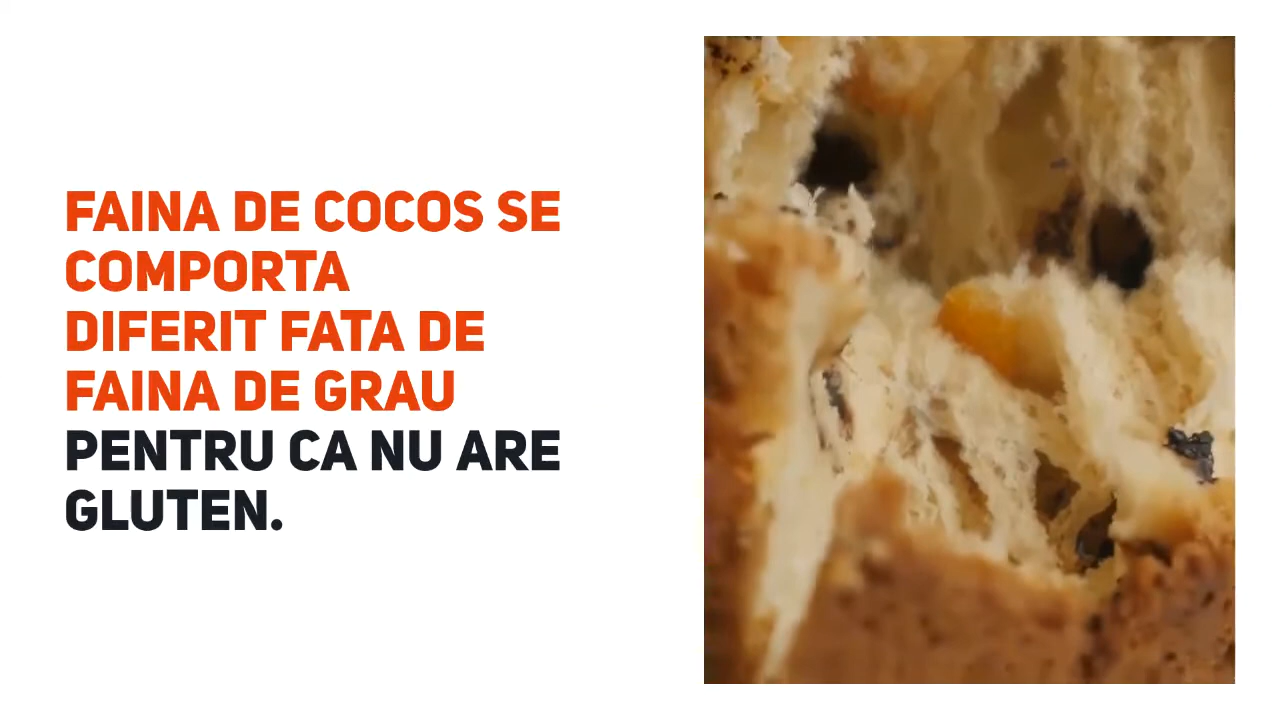 FAINA DE COCOS SE
COMPORTA
DIFERIT FATA DE
FAINA DE GRAU
PENTRU CA NU ARE
GLUTEN.